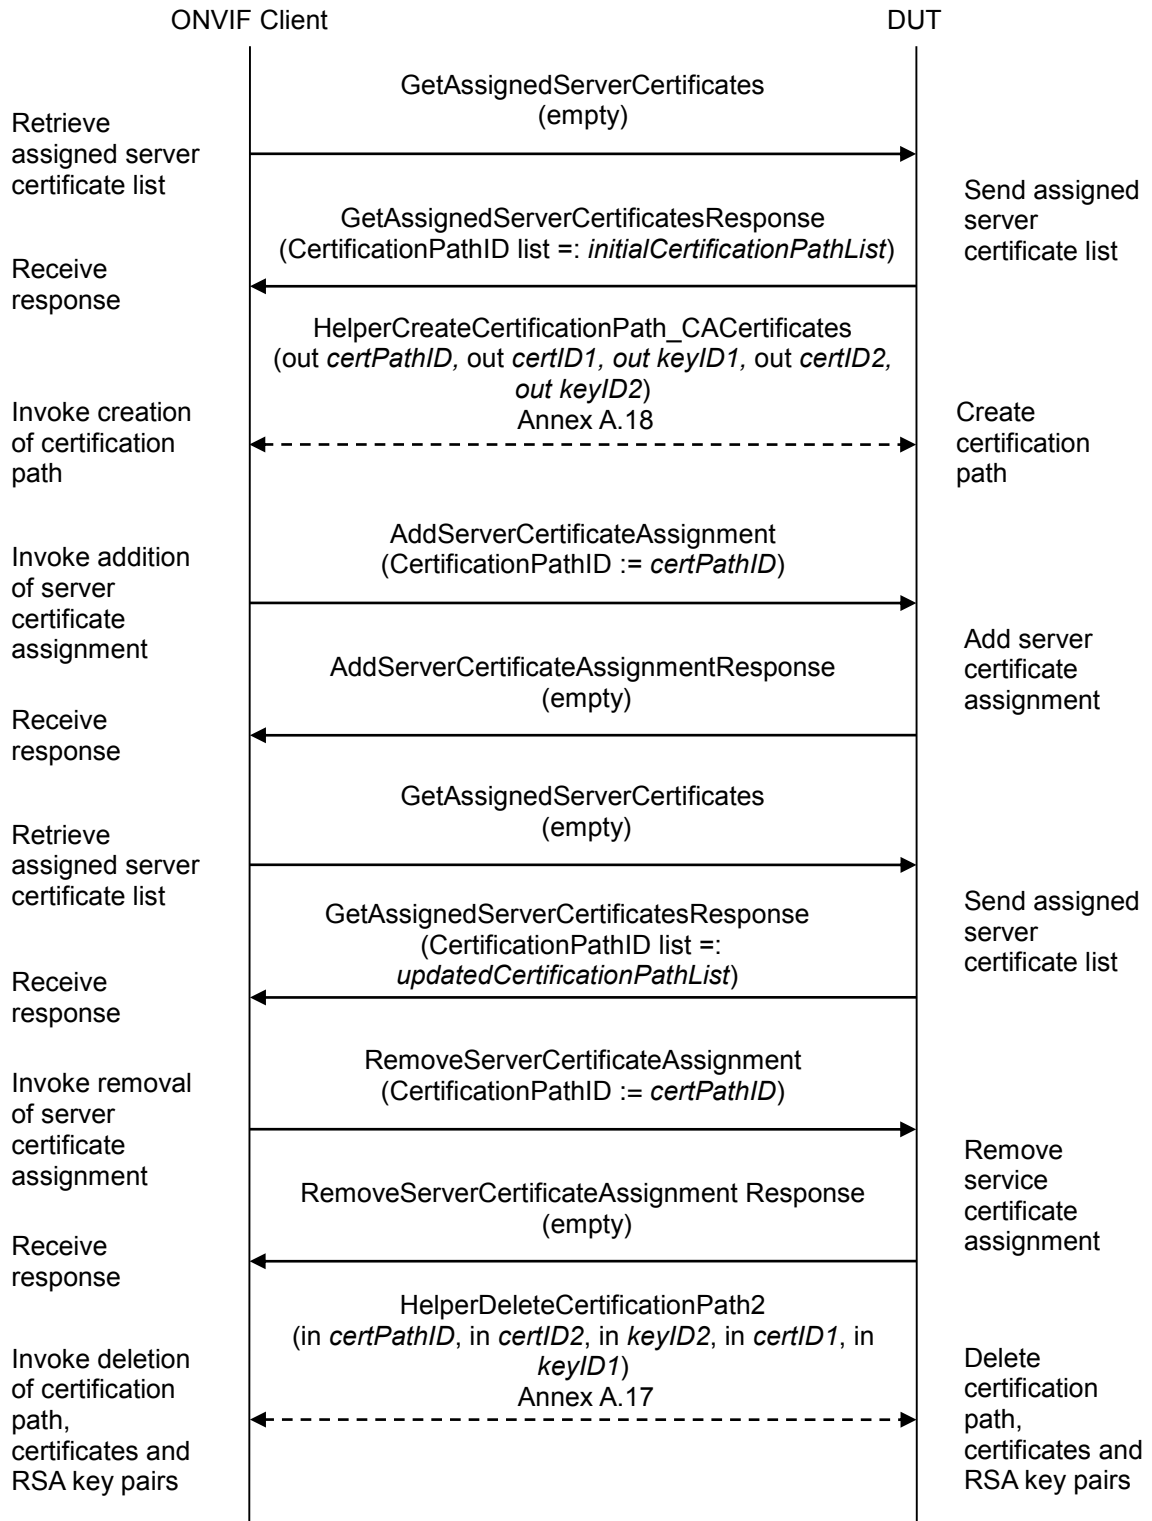 ONVIF Client
DUT
GetAssignedServerCertificates
(empty)
Retrieve
assigned server
certificate list
Send assigned
server
certificate list
GetAssignedServerCertificatesResponse
(CertificationPathID list =: initialCertificationPathList)
Receive
response
HelperCreateCertificationPath_CACertificates
(out certPathID, out certID1, out keyID1, out certID2,
out keyID2)
Annex A.18
Invoke creation
of certification
path
Create
certification
path
AddServerCertificateAssignment
(CertificationPathID := certPathID)
Invoke addition
of server
certificate
assignment
Add server
certificate
assignment
AddServerCertificateAssignmentResponse
(empty)
Receive
response
GetAssignedServerCertificates
(empty)
Retrieve
assigned server
certificate list
Send assigned
server
certificate list
GetAssignedServerCertificatesResponse
(CertificationPathID list =:
updatedCertificationPathList)
Receive
response
RemoveServerCertificateAssignment
(CertificationPathID := certPathID)
Invoke removal
of server
certificate
assignment
Remove
service
certificate
assignment
RemoveServerCertificateAssignment Response
(empty)
Receive
response
HelperDeleteCertificationPath2
(in certPathID, in certID2, in keyID2, in certID1, in
keyID1)
Annex A.17
Invoke deletion
of certification
path,
certificates and
RSA key pairs
Delete
certification
path,
certificates and
RSA key pairs